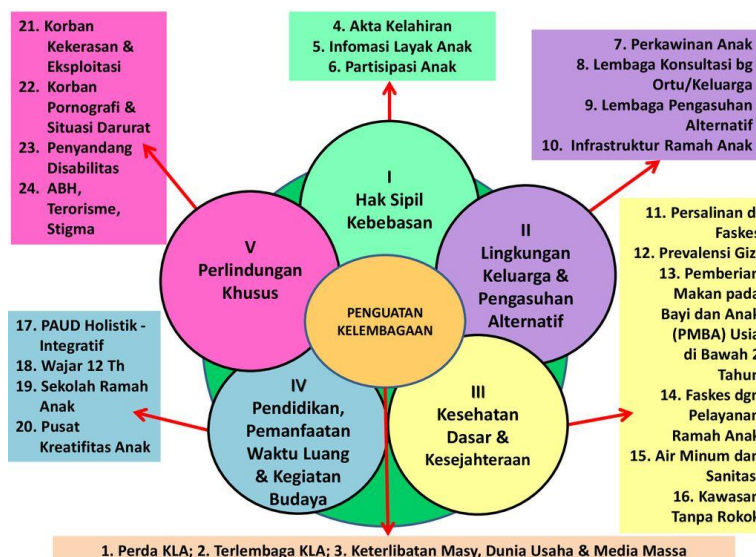 21. Korban
Kekerasan &
Eksploitasi
22. Korban
Pornografi &
Situasi Darurat
23. Penyandang
Disabilitas
24. ABH,
Terorisme,
Stigma
4. Akta Kelahiran
5. Infomasi Layak Anak
6. Partisipasi Anak
7. Perkawinan Anak
8. Lembaga Konsultasi bg
Ortu/Keluarga
9. Lembaga Pengasuhan
Alternatif
10. Infrastruktur Ramah Anak
I
Hak Sipil
Kebebasan
II
Lingkungan
Keluarga &
Pengasuhan
Alternatif
V
Perlindungan
Khusus
PENGUATAN
KELEMBAGAAN
III
Kesehatan
Dasar &
Kesejahteraan
IV
Pendidikan,
Pemanfaatan
Waktu Luang
& Kegiatan
Budaya
11. Persalinan d
Faskes
12. Prevalensi Giz
13. Pemberian
Makan pada
Bayi dan Anak
(PMBA) Usia
di Bawah 2
Tahun
14. Faskes dgn
Pelayanan
Ramah Anak
15. Air Minum dan
Sanitas
16. Kawasan
Tanpa Rokok
17. PAUD Holistik -
Integratif
18. Wajar 12 Th
19. Sekolah Ramah
Anak
20. Pusat
Kreatifitas Anak
1. Perda KLA; 2. Terlembaga KLA; 3. Keterlibatan Masy, Dunia Usaha & Media Massa